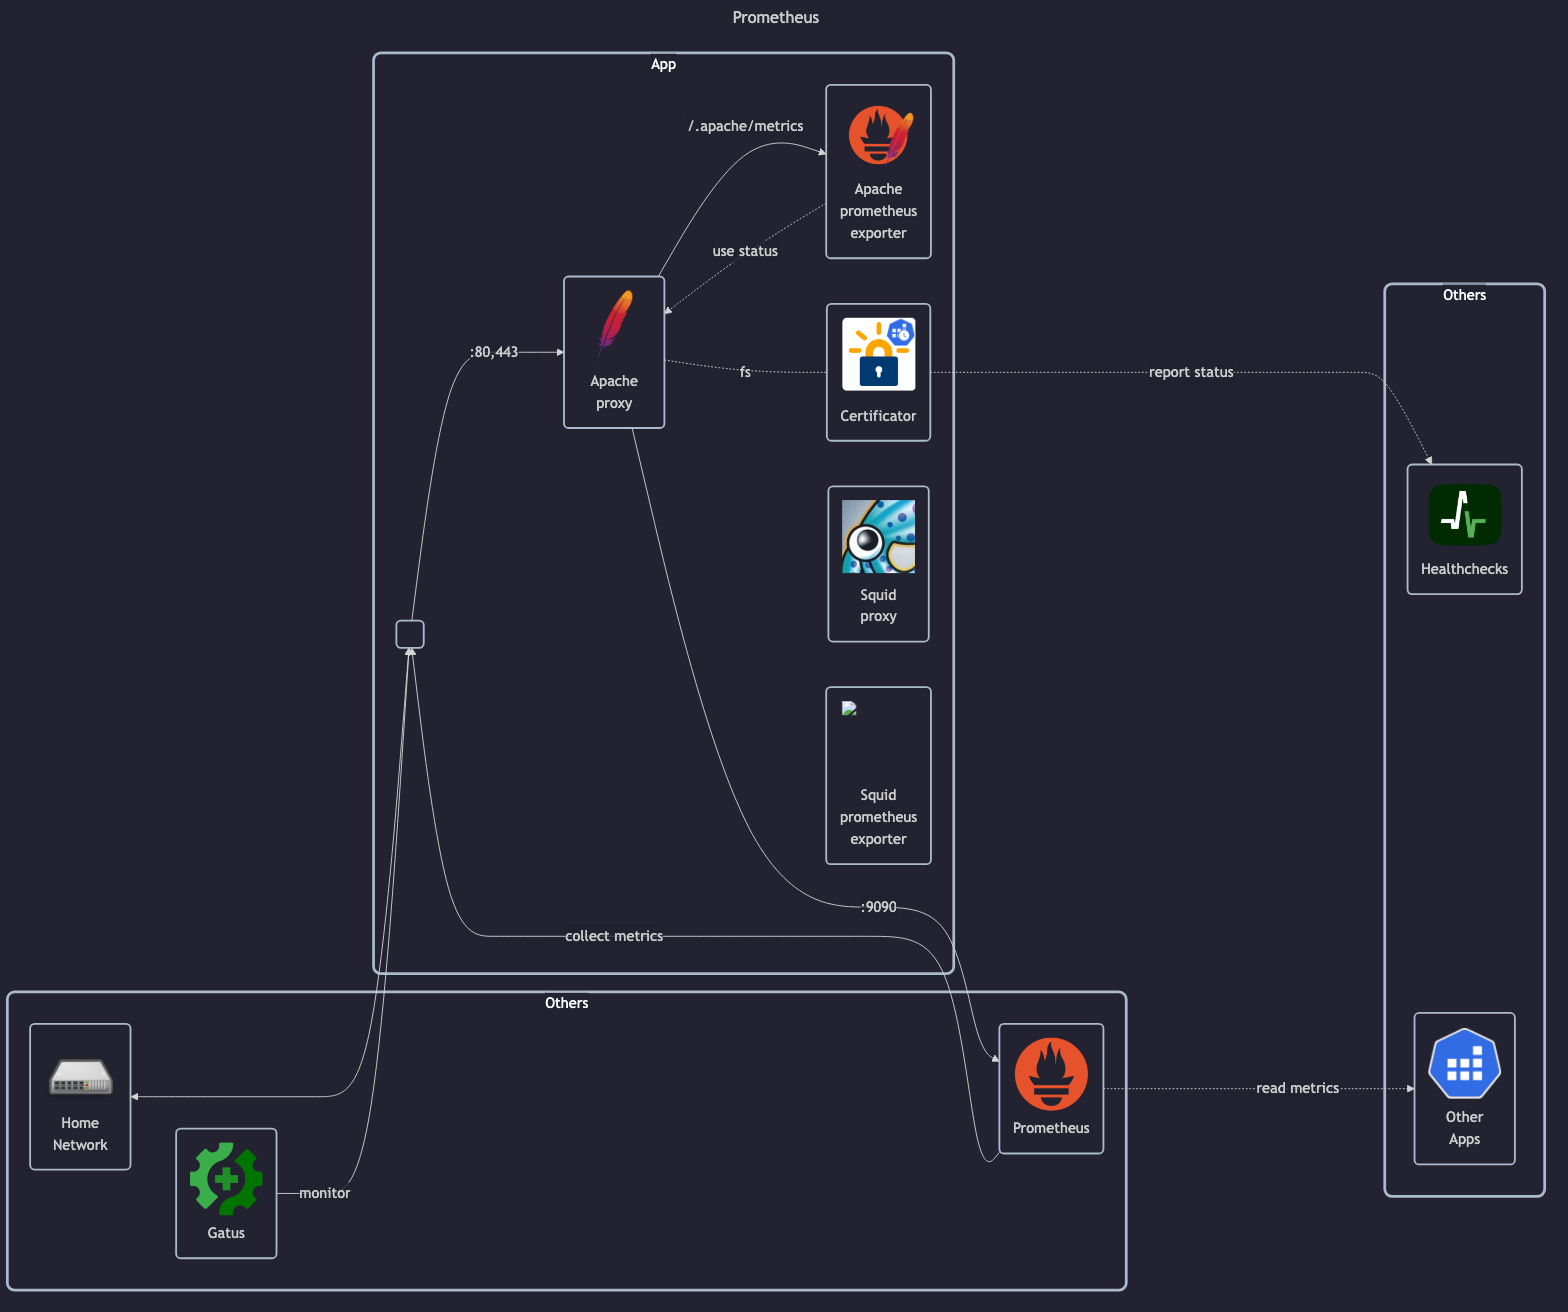 Prometheus
App
/.apache/metrics
Apache
prometheus
exporter
use status
:80,443
Apache
proxy
fs
Certificator
report status
Others
Healthchecks
Squid
proxy
Squid
prometheus
exporter
:9090
collect metrics
Others
Home
Network
monitor
Gatus
Prometheus
read metrics
Other
Apps